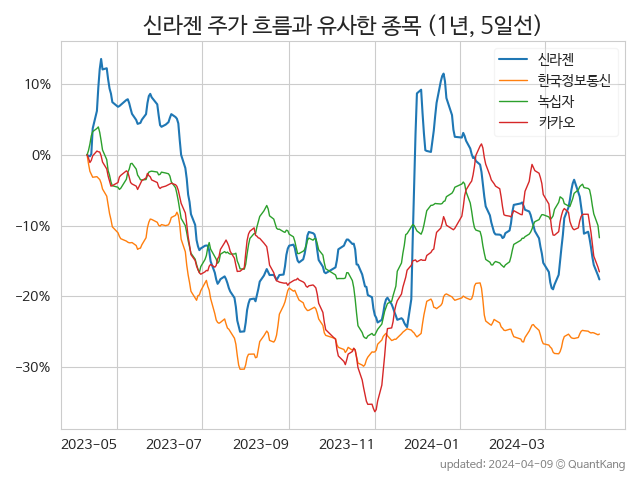 신라젠 주가 흐름과 유사한 종목 (1년, 5일선)
신라젠
한국정보통신
녹십자
카카오
10%
0%
−10%
−20%
−30%
2023-05 2023-07 2023-09 2023-11 2024-01 2024-03
updated: 2024-04-09 © QuantKang